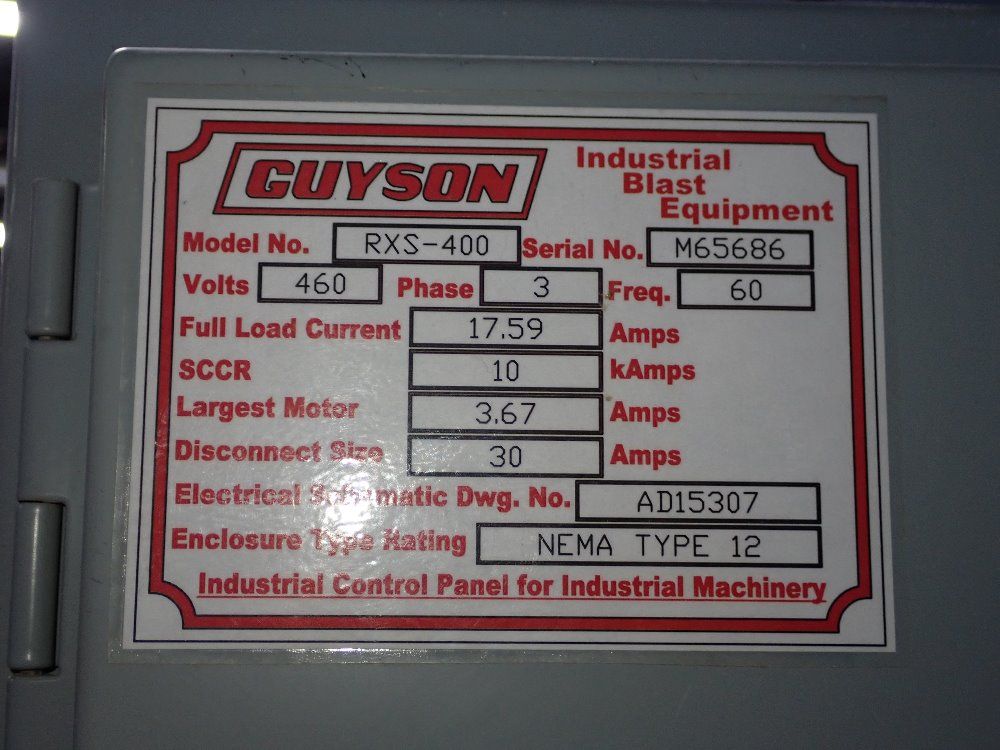 GUYSON
Industrial
Blast
Equipment
Model No. RXS-400 Serial No. M65686
Volts 460 Phase 3 Freq. 60
Full Load Current 17.59 Amps
SCCR 10 kAmps
Largest Motor 3.67 Amps
Disconnect Size 30 Amps
Electrical Schematic Dwg. No. AD15307
Enclosure Type Rating NEMA TYPE 12
Industrial Control Panel for Industrial Machinery